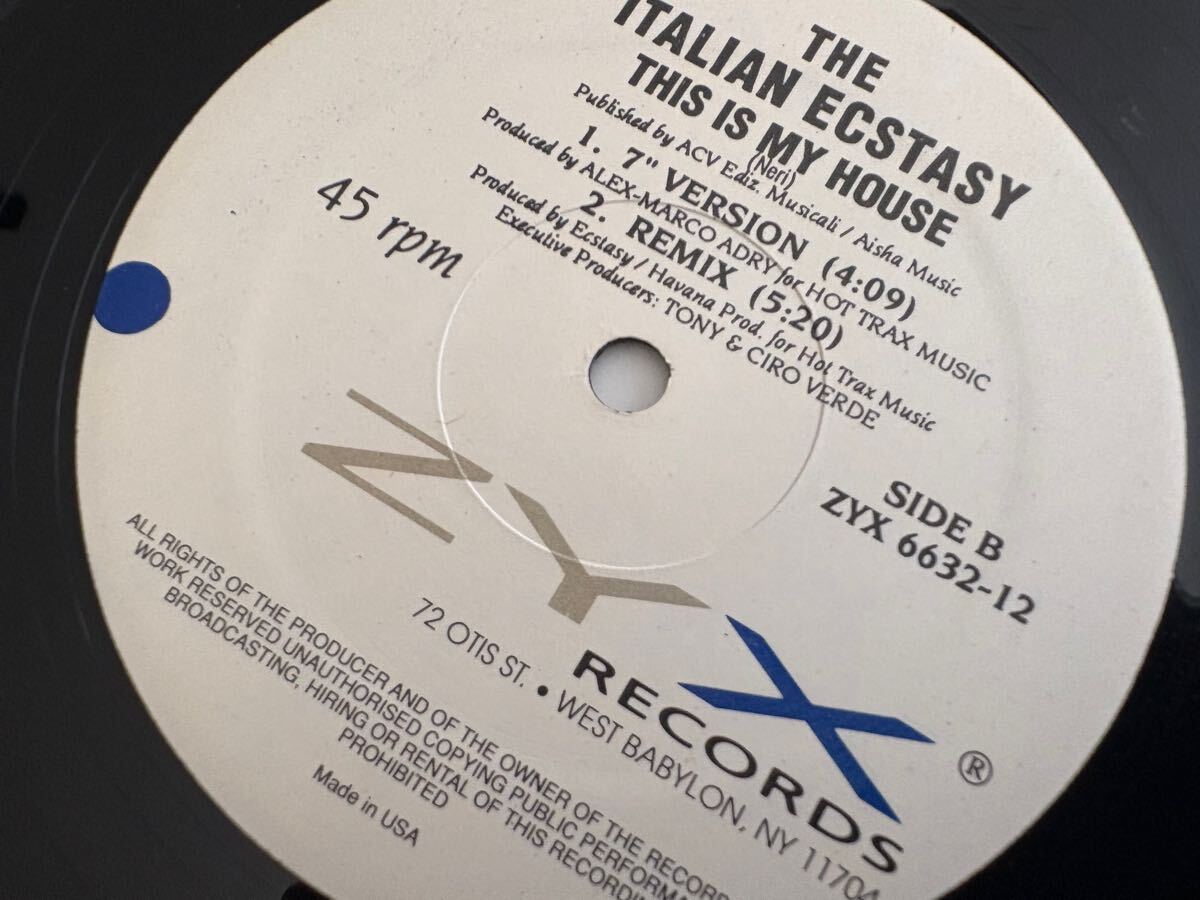 THE
ITALIAN ECSTASY
THIS IS MY HOUSE
(Neri)
Published by ACV Ediz. Musicali / Aisha Music
1. 7" VERSION (4:09)
Produced by ALEX-MARCO ADRY for HOT TRAX MUSIC
2. REMIX (5:20)
Produced by Ecstasy / Havana Prod. for Hot Trax Music
Executive Producers: TONY & CIRO VERDE
45 rpm
SIDE B
ZYX 6632-12
ZYX
RECORDS
®
72 OTIS ST. • WEST BABYLON, NY 11704
ALL RIGHTS OF THE PRODUCER AND OF THE OWNER OF THE RECORD
WORK RESERVED UNAUTHORISED COPYING PUBLIC PERFORMA
BROADCASTING, HIRING OR RENTAL OF THIS RECORDIN
PROHIBITED
Made in USA